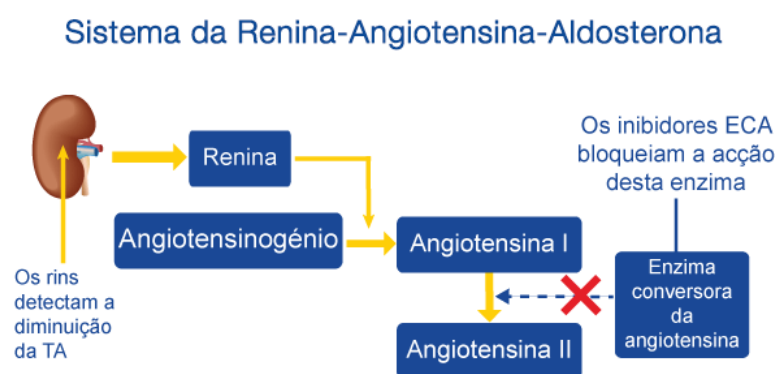 Sistema da Renina-Angiotensina-Aldosterona
Os inibidores ECA
bloqueiam a acção
desta enzima
Renina
Angiotensinogénio
Angiotensina I
Os rins
detectam a
diminuição
da TA
Enzima
conversora
da
angiotensina
Angiotensina II